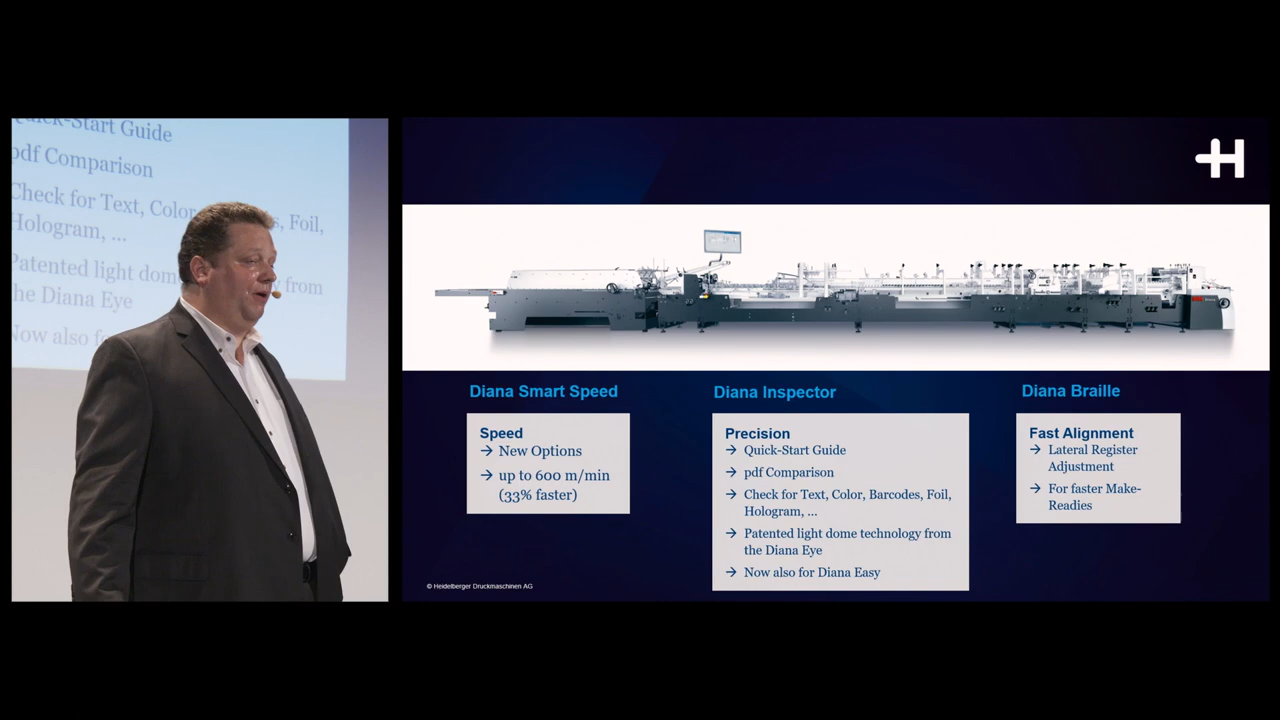 Quick-Start Guide
pdf Comparison
Check for Text, Color, Foil,
Hologram, ...
Patented light dome from
the Diana Eye
Now also
Diana Smart Speed
Speed
→ New Options
→ up to 600 m/min
(33% faster)
Diana Inspector
Precision
→ Quick-Start Guide
→ pdf Comparison
→ Check for Text, Color, Barcodes, Foil,
Hologram, ...
→ Patented light dome technology from
the Diana Eye
→ Now also for Diana Easy
Diana Braille
Fast Alignment
→ Lateral Register
Adjustment
→ For faster Make-
Readies
© Heidelberger Druckmaschinen AG